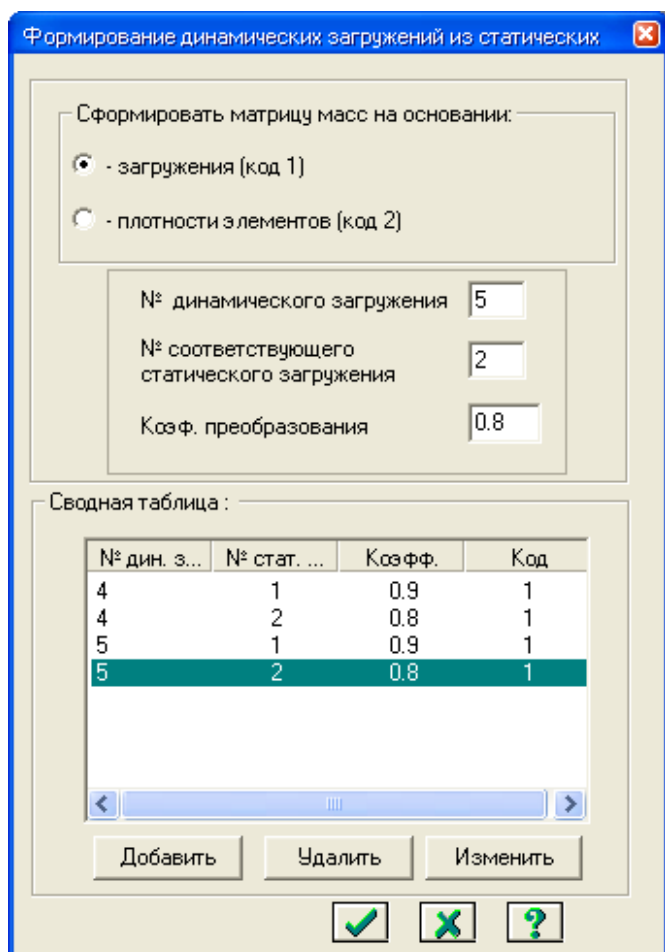 Формирование динамических загружений из статических
Сформировать матрицу масс на основании:
- загружения (код 1)
- плотности элементов (код 2)
№ динамического загружения 5
№ соответствующего
статического загружения 2
Коэф. преобразования 0.8
Сводная таблица :
№ дин. з... № стат. ... Коэфф. Код
4 1 0.9 1
4 2 0.8 1
5 1 0.9 1
5 2 0.8 1
Добавить Удалить Изменить